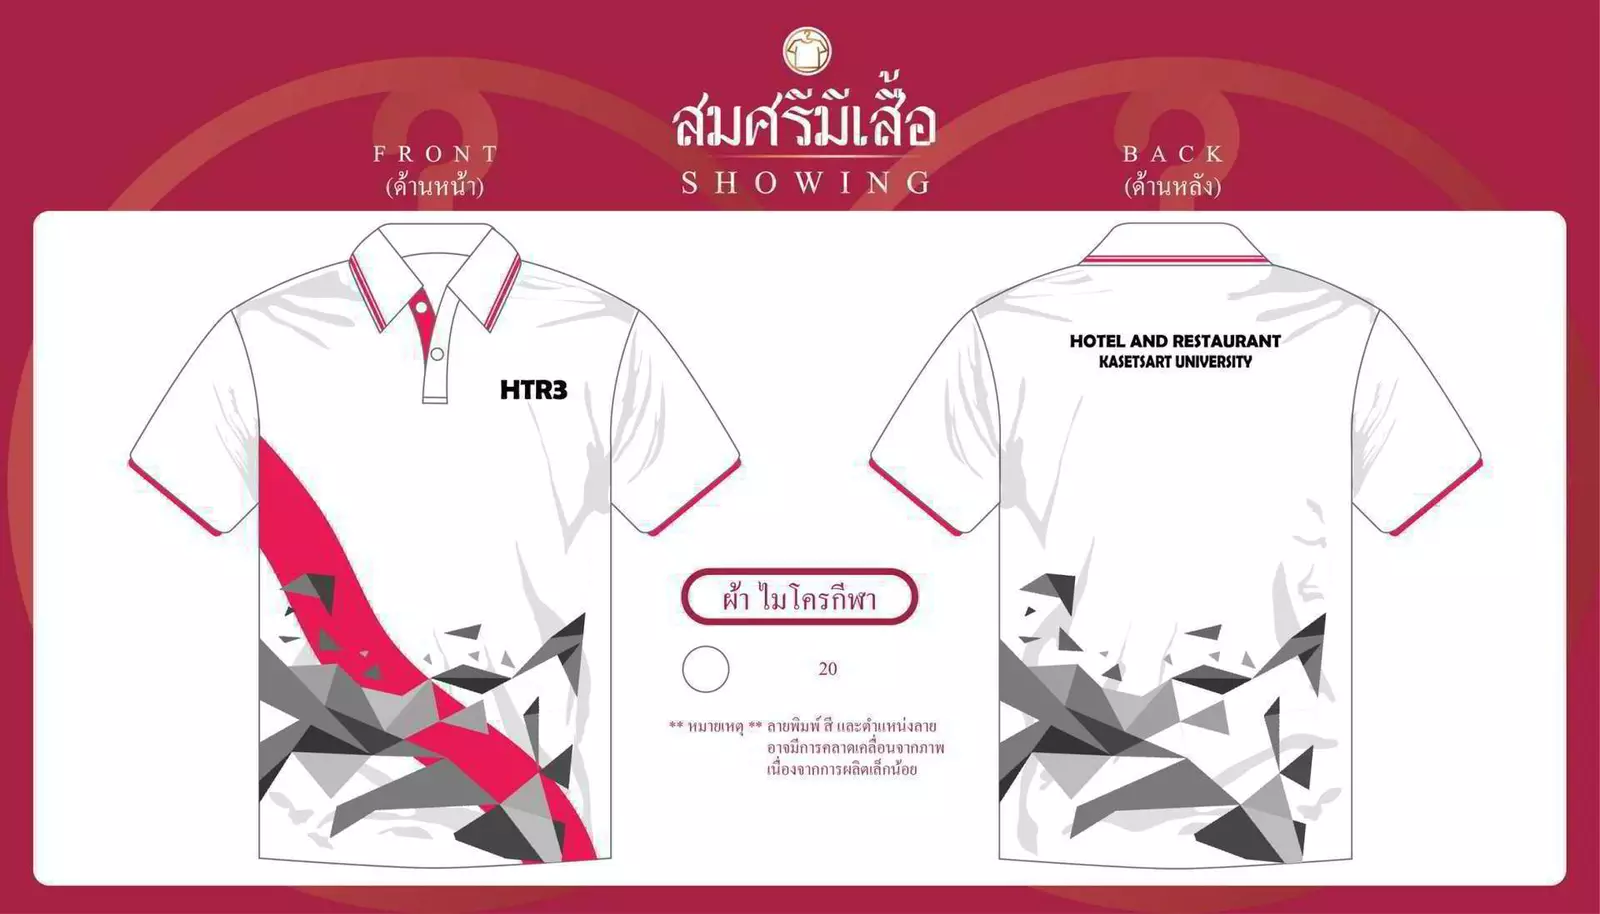 สมศรีมีเสื้อ
SHOWING
FRONT
(ด้านหน้า)
BACK
(ด้านหลัง)
HTR3
HOTEL AND RESTAURANT
KASETSART UNIVERSITY
ผ้า ไมโครกีฬา
20
** หมายเหตุ ** ลายพิมพ์ สี และตำแหน่งลาย
อาจมีการคลาดเคลื่อนจากภาพ
เนื่องจากการผลิตเล็กน้อย